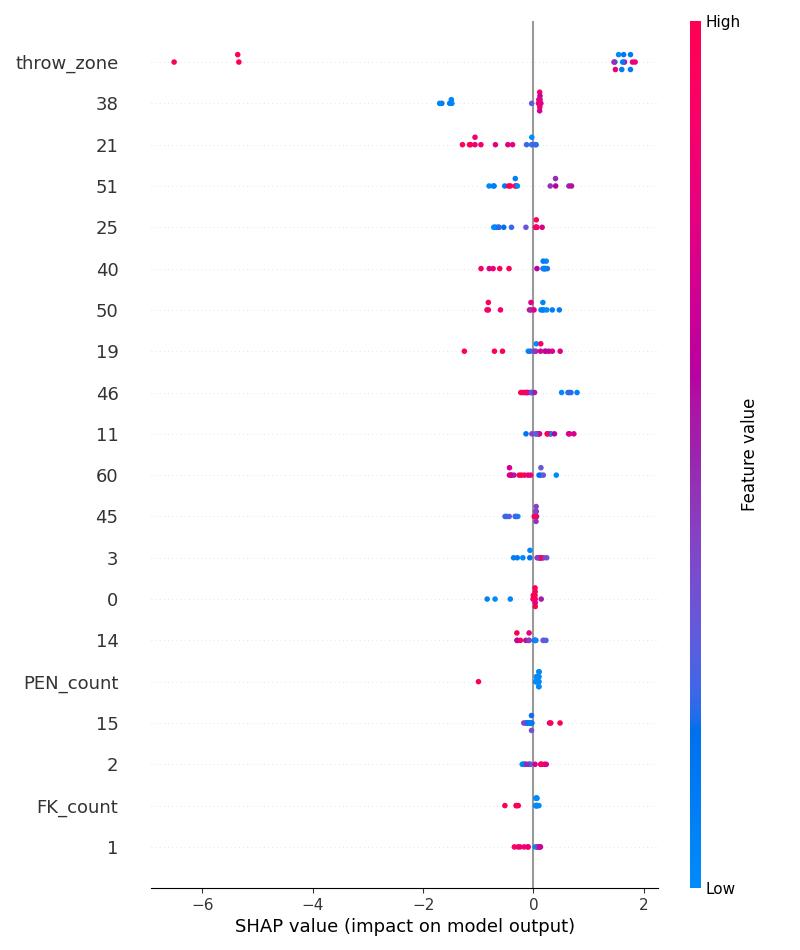 High
throw_zone
38
21
51
25
40
50
19
46
11
60
45
3
0
14
PEN_count
15
2
FK_count
1
Feature value
Low
−6 −4 −2 0 2
SHAP value (impact on model output)